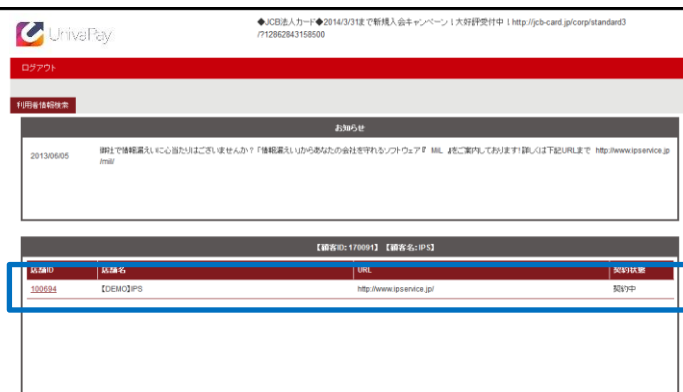 UnivaPay
◆JCB法人カード◆2014/3/31まで新規入会キャンペーン！大好評受付中！http://jcb-card.jp/corp/standard3
/?12862843158500
ログアウト
利用者情報検索
お知らせ
2013/06/05
御社で情報漏えいに心当たりはございませんか？「情報漏えい」からあなたの会社を守れるソフトウェア『 MIL 』をご案内しております！詳しくは下記URLまで http://www.ipservice.jp
/mil/
【顧客ID:170091】【顧客名:IPS】
店舗ID 店舗名 URL 契約状態
100694 【DEMO】IPS http://www.ipservice.jp/ 契約中